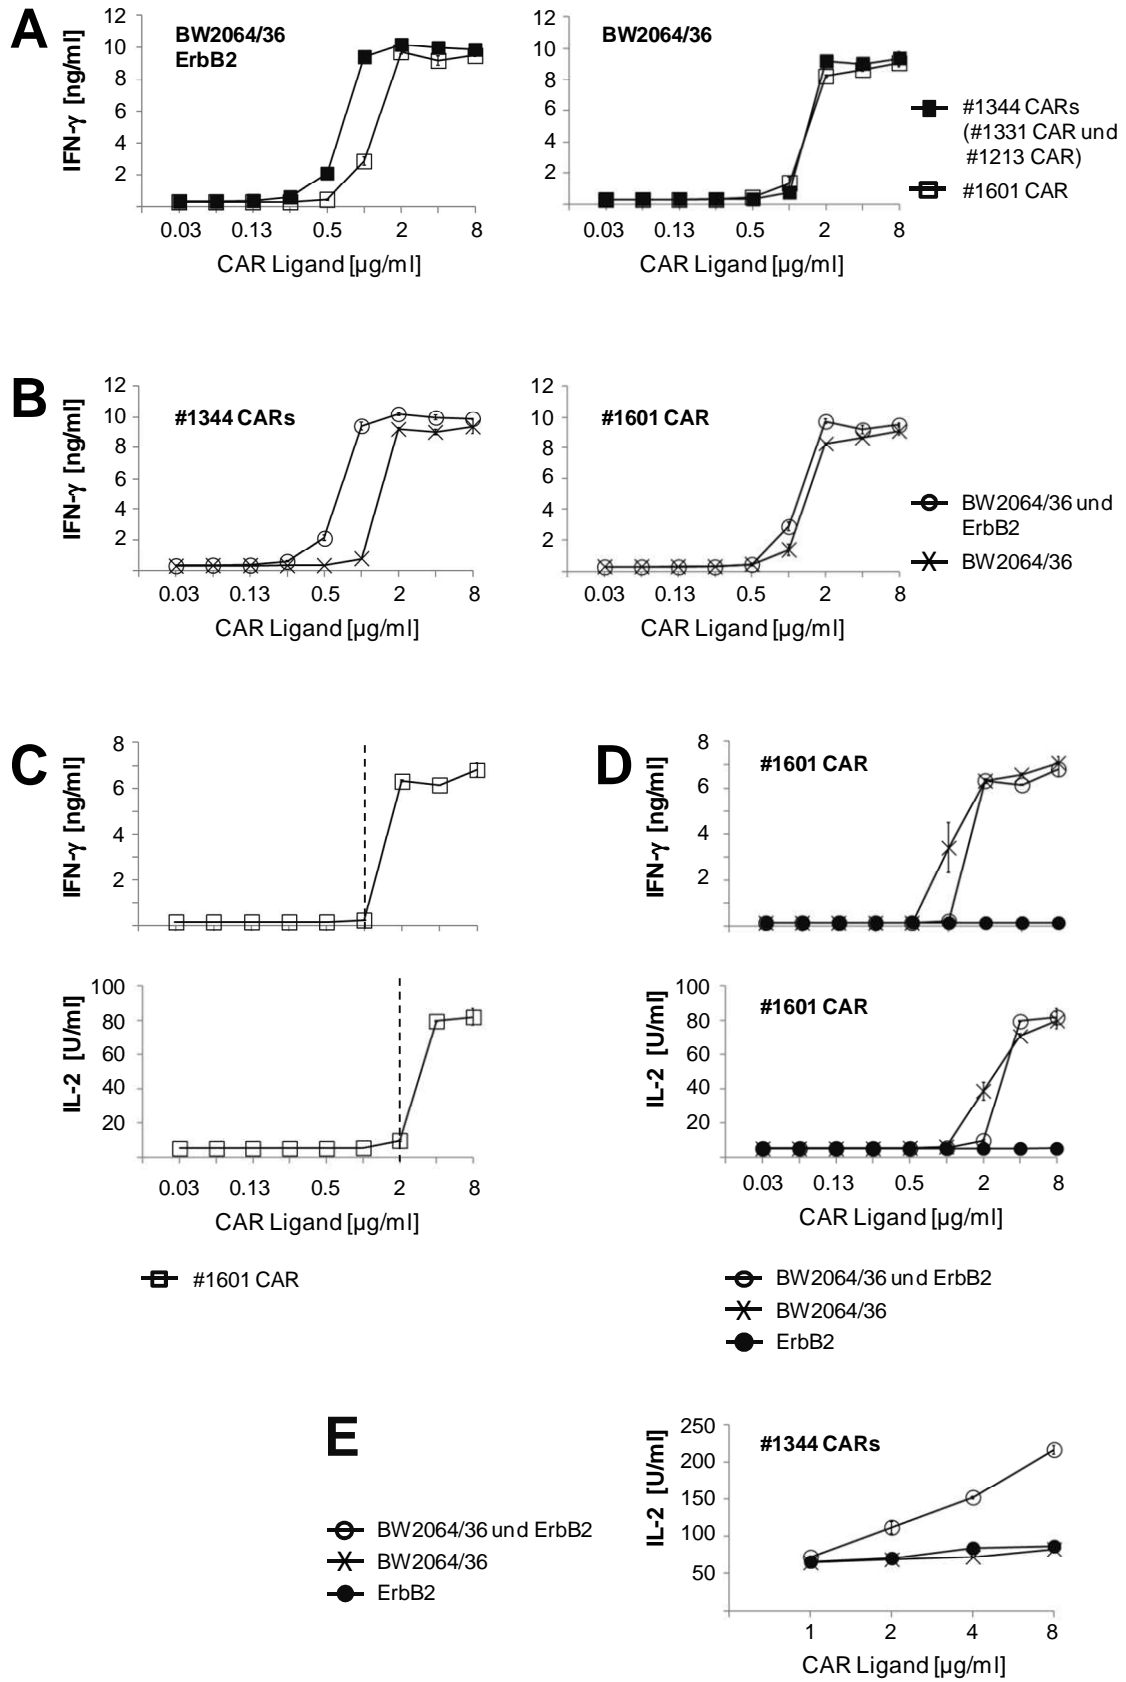 A
IFN-γ [ng/ml]
12
10
8
6
4
2
BW2064/36
ErbB2
0.03 0.13 0.5 2 8
CAR Ligand [µg/ml]
12
10
8
6
4
2
BW2064/36
0.03 0.13 0.5 2 8
CAR Ligand [µg/ml]
#1344 CARs
(#1331 CAR und
#1213 CAR)
#1601 CAR
B
IFN-γ [ng/ml]
12
10
8
6
4
2
#1344 CARs
0.03 0.13 0.5 2 8
CAR Ligand [µg/ml]
12
10
8
6
4
2
#1601 CAR
0.03 0.13 0.5 2 8
CAR Ligand [µg/ml]
BW2064/36 und
ErbB2
BW2064/36
C
IFN-γ [ng/ml]
8
6
4
2
IL-2 [U/ml]
100
80
60
40
20
0.03 0.13 0.5 2 8
CAR Ligand [µg/ml]
#1601 CAR
D
IFN-γ [ng/ml]
8
6
4
2
#1601 CAR
IL-2 [U/ml]
100
80
60
40
20
#1601 CAR
0.03 0.13 0.5 2 8
CAR Ligand [µg/ml]
BW2064/36 und ErbB2
BW2064/36
ErbB2
E
BW2064/36 und ErbB2
BW2064/36
ErbB2
IL-2 [U/ml]
250
200
150
100
50
#1344 CARs
1 2 4 8
CAR Ligand [µg/ml]